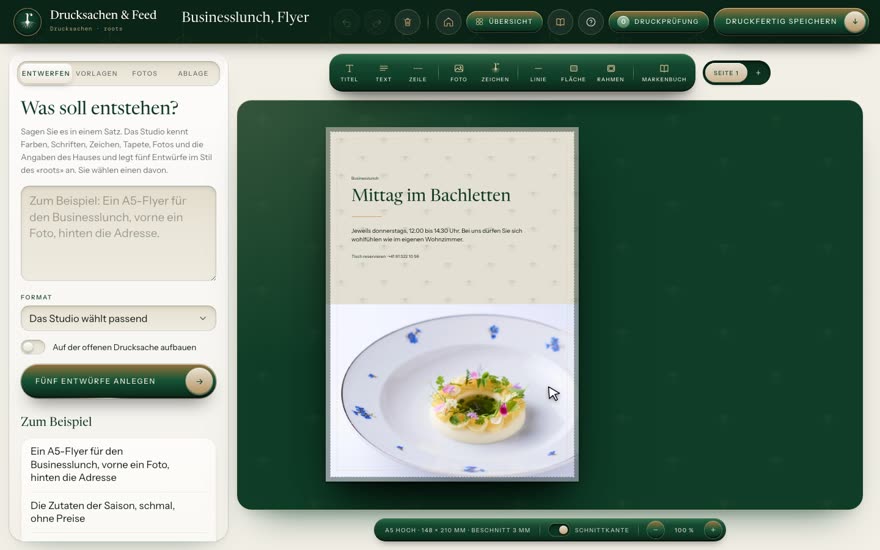 Drucksachen & Feed
Drucksachen · roots
Businesslunch, Flyer
ÜBERSICHT
0 DRUCKPRÜFUNG
DRUCKFERTIG SPEICHERN
ENTWERFEN VORLAGEN FOTOS ABLAGE
TITEL TEXT ZEILE FOTO ZEICHEN LINIE FLÄCHE RAHMEN MARKENBUCH
SEITE 1 +
Was soll entstehen?
Sagen Sie es in einem Satz. Das Studio kennt
Farben, Schriften, Zeichen, Tapete, Fotos und die
Angaben des Hauses und legt fünf Entwürfe im Stil
des «roots» an. Sie wählen einen davon.
Zum Beispiel: Ein A5-Flyer für
den Businesslunch, vorne ein
Foto, hinten die Adresse.
FORMAT
Das Studio wählt passend
Auf der offenen Drucksache aufbauen
FÜNF ENTWÜRFE ANLEGEN
Zum Beispiel
Ein A5-Flyer für den
Businesslunch, vorne ein Foto,
hinten die Adresse
Die Zutaten der Saison, schmal,
ohne Preise
Businesslunch
Mittag im Bachletten
Jeweils donnerstags, 12.00 bis 14.30 Uhr. Bei uns dürfen Sie sich
wohlfühlen wie im eigenen Wohnzimmer.
Tisch reservieren
A5 HOCH · 148 × 210 MM · BESCHNITT 3 MM
SCHNITTKANTE
− 100 % +